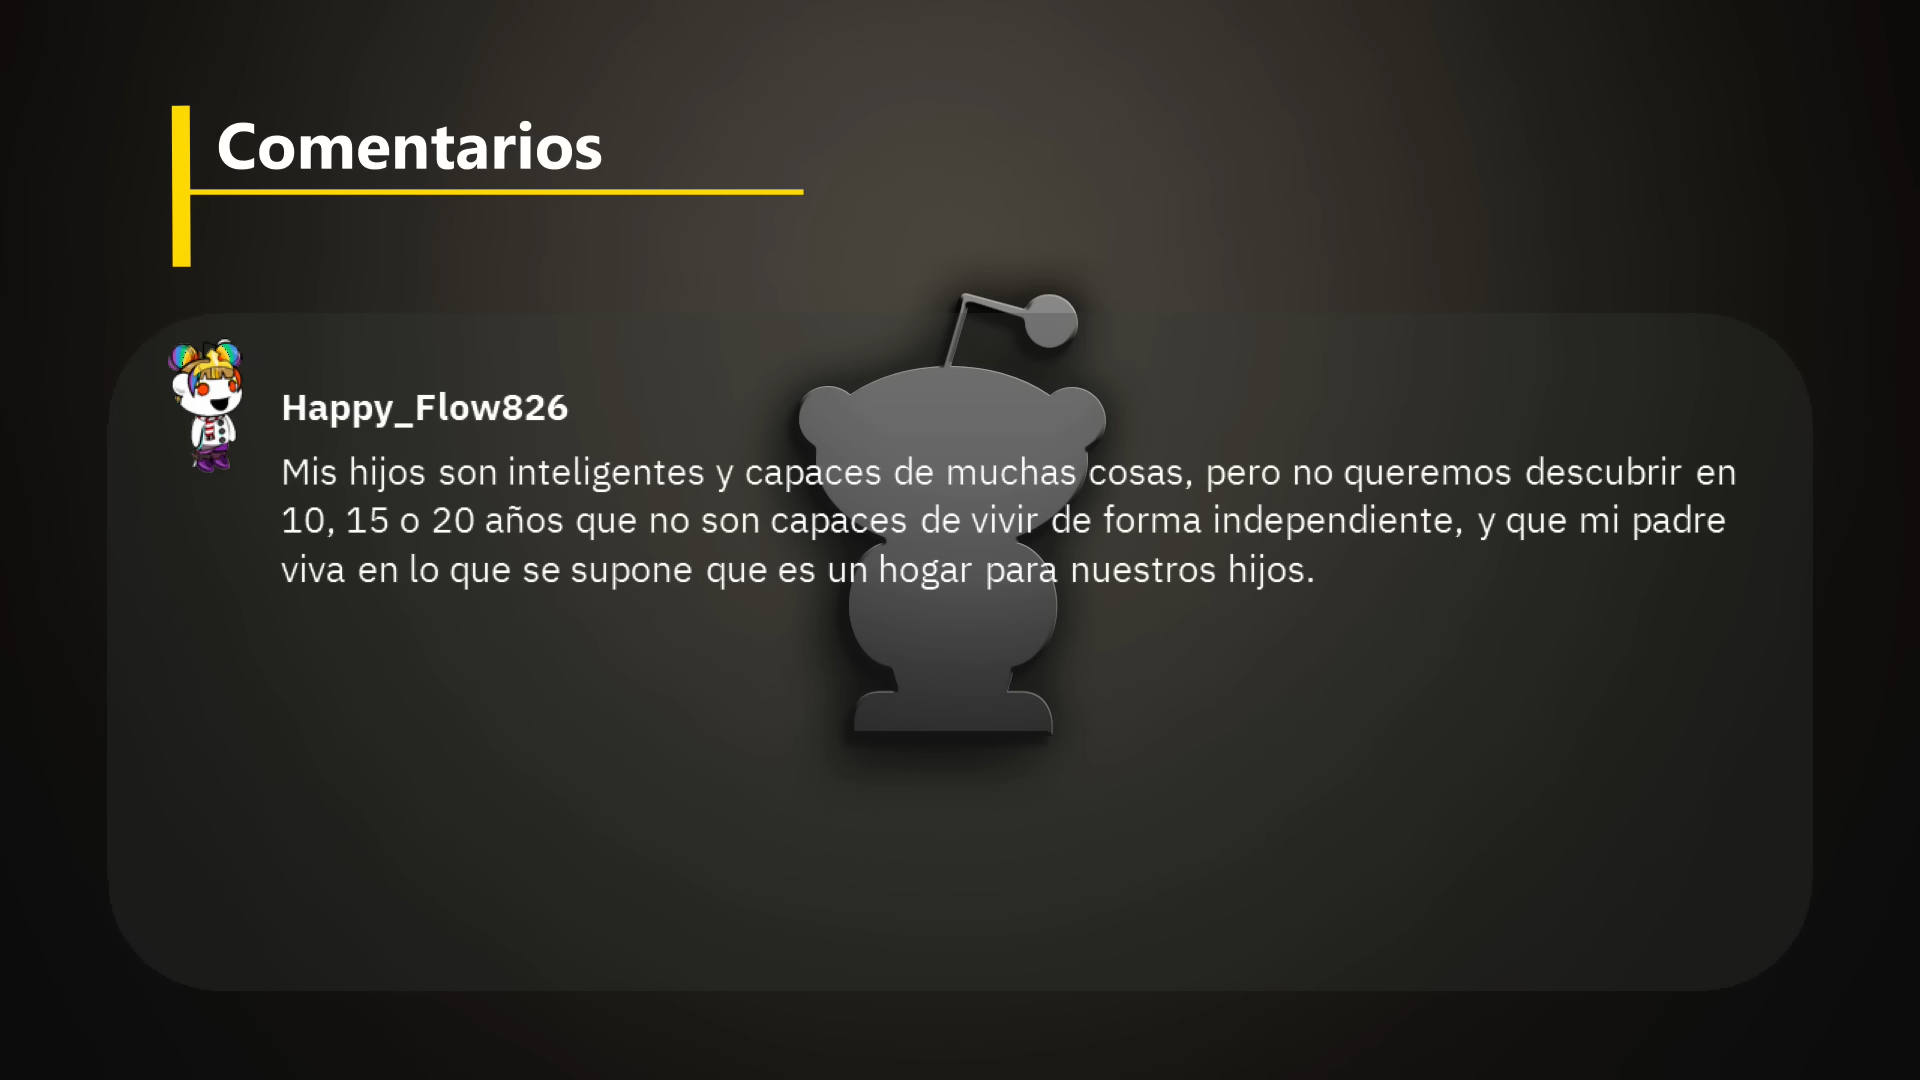 Comentarios
Happy_Flow826
Mis hijos son inteligentes y capaces de muchas cosas, pero no queremos descubrir en
10, 15 o 20 años que no son capaces de vivir de forma independiente, y que mi padre
viva en lo que se supone que es un hogar para nuestros hijos.